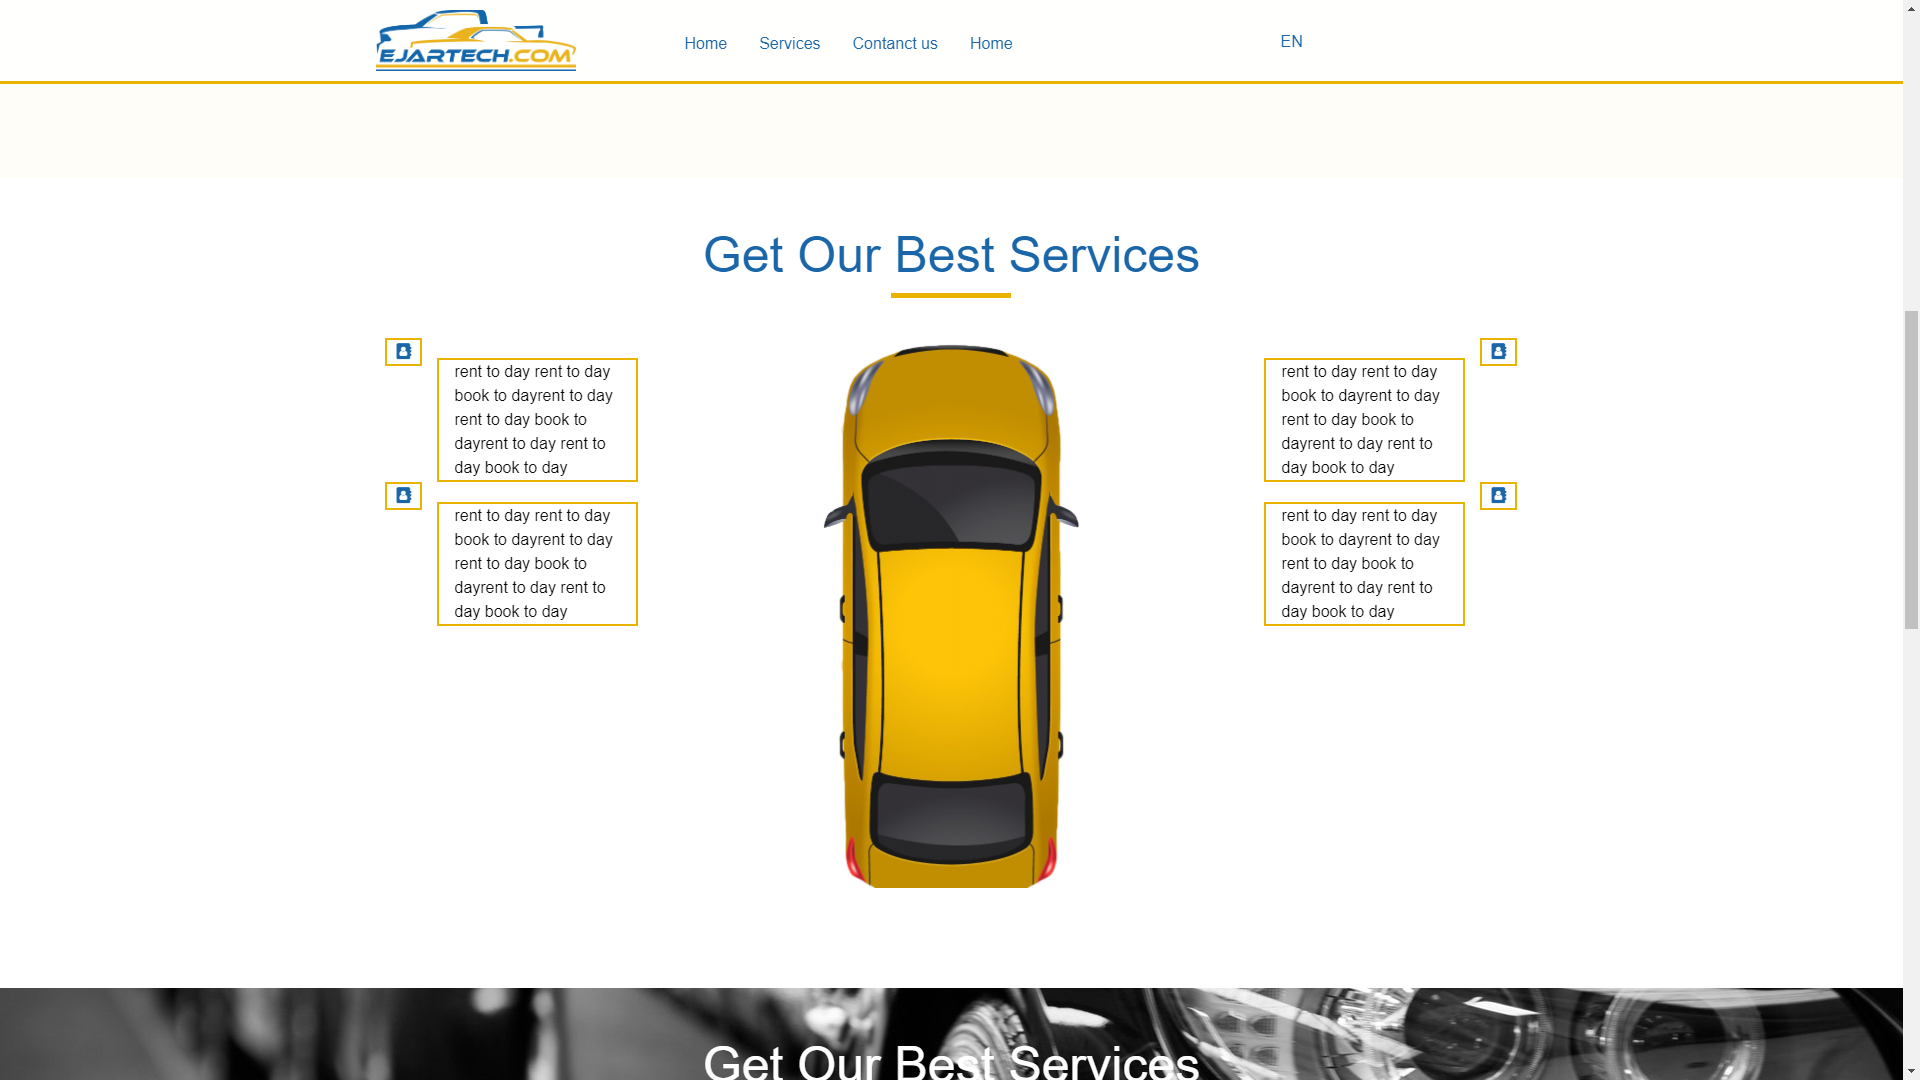 EJARTECH.COM
Home
Services
Contanct us
Home
EN
Get Our Best Services
rent to day rent to day
book to dayrent to day
rent to day book to
dayrent to day rent to
day book to day
rent to day rent to day
book to dayrent to day
rent to day book to
dayrent to day rent to
day book to day
rent to day rent to day
book to dayrent to day
rent to day book to
dayrent to day rent to
day book to day
rent to day rent to day
book to dayrent to day
rent to day book to
dayrent to day rent to
day book to day
Get Our Best Services